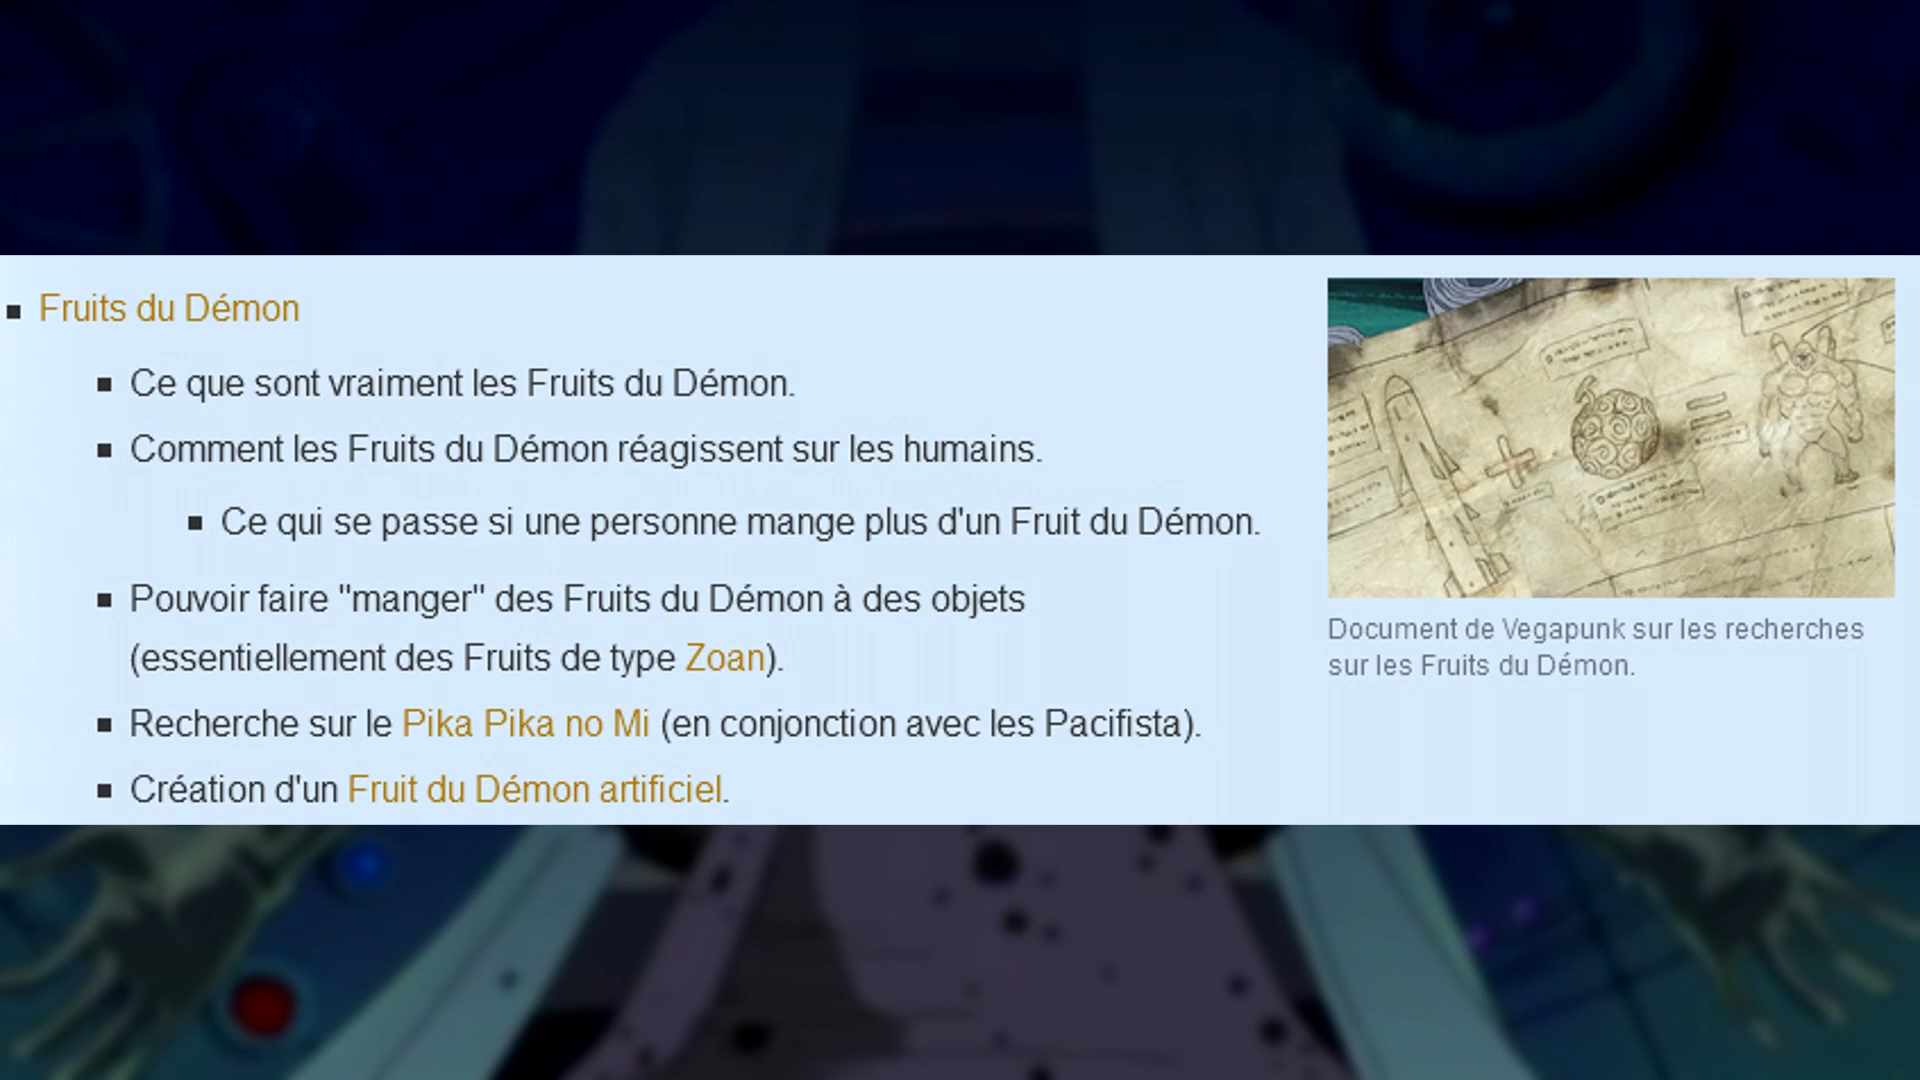 Fruits du Démon
Ce que sont vraiment les Fruits du Démon.
Comment les Fruits du Démon réagissent sur les humains.
Ce qui se passe si une personne mange plus d'un Fruit du Démon.
Pouvoir faire "manger" des Fruits du Démon à des objets
(essentiellement des Fruits de type Zoan).
Recherche sur le Pika Pika no Mi (en conjonction avec les Pacifista).
Création d'un Fruit du Démon artificiel.
Document de Vegapunk sur les recherches
sur les Fruits du Démon.